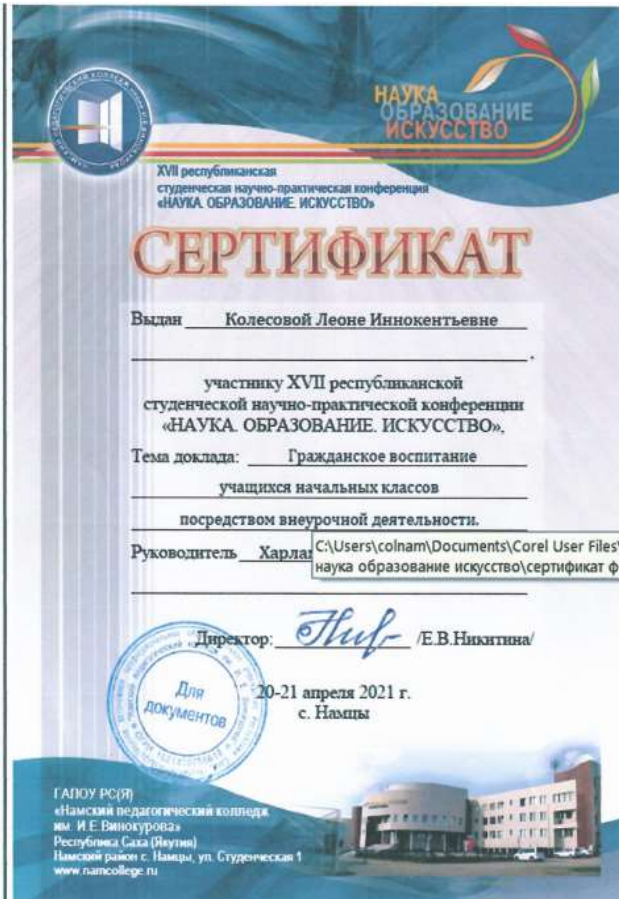 НАУКА
ОБРАЗОВАНИЕ
ИСКУССТВО
XVII республиканская
студенческая научно-практическая конференция
«НАУКА. ОБРАЗОВАНИЕ. ИСКУССТВО»
СЕРТИФИКАТ
Выдан Колесовой Леоне Иннокентьевне
,
участнику XVII республиканской
студенческой научно-практической конференции
«НАУКА. ОБРАЗОВАНИЕ. ИСКУССТВО»,
Тема доклада: Гражданское воспитание
учащихся начальных классов
посредством внеурочной деятельности.
Руководитель
C:\Users\colnam\Documents\Corel User Files\
наука образование искусство\сертификат ф
Директор: /Е.В.Никитина/
Для
документов
20-21 апреля 2021 г.
с. Намцы
ГАПОУ РС(Я)
«Намский педагогический колледж
им. И.Е.Винокурова»
Республика Саха (Якутия)
Намский район с. Намцы, ул. Студенческая 1
www.namcollege.ru